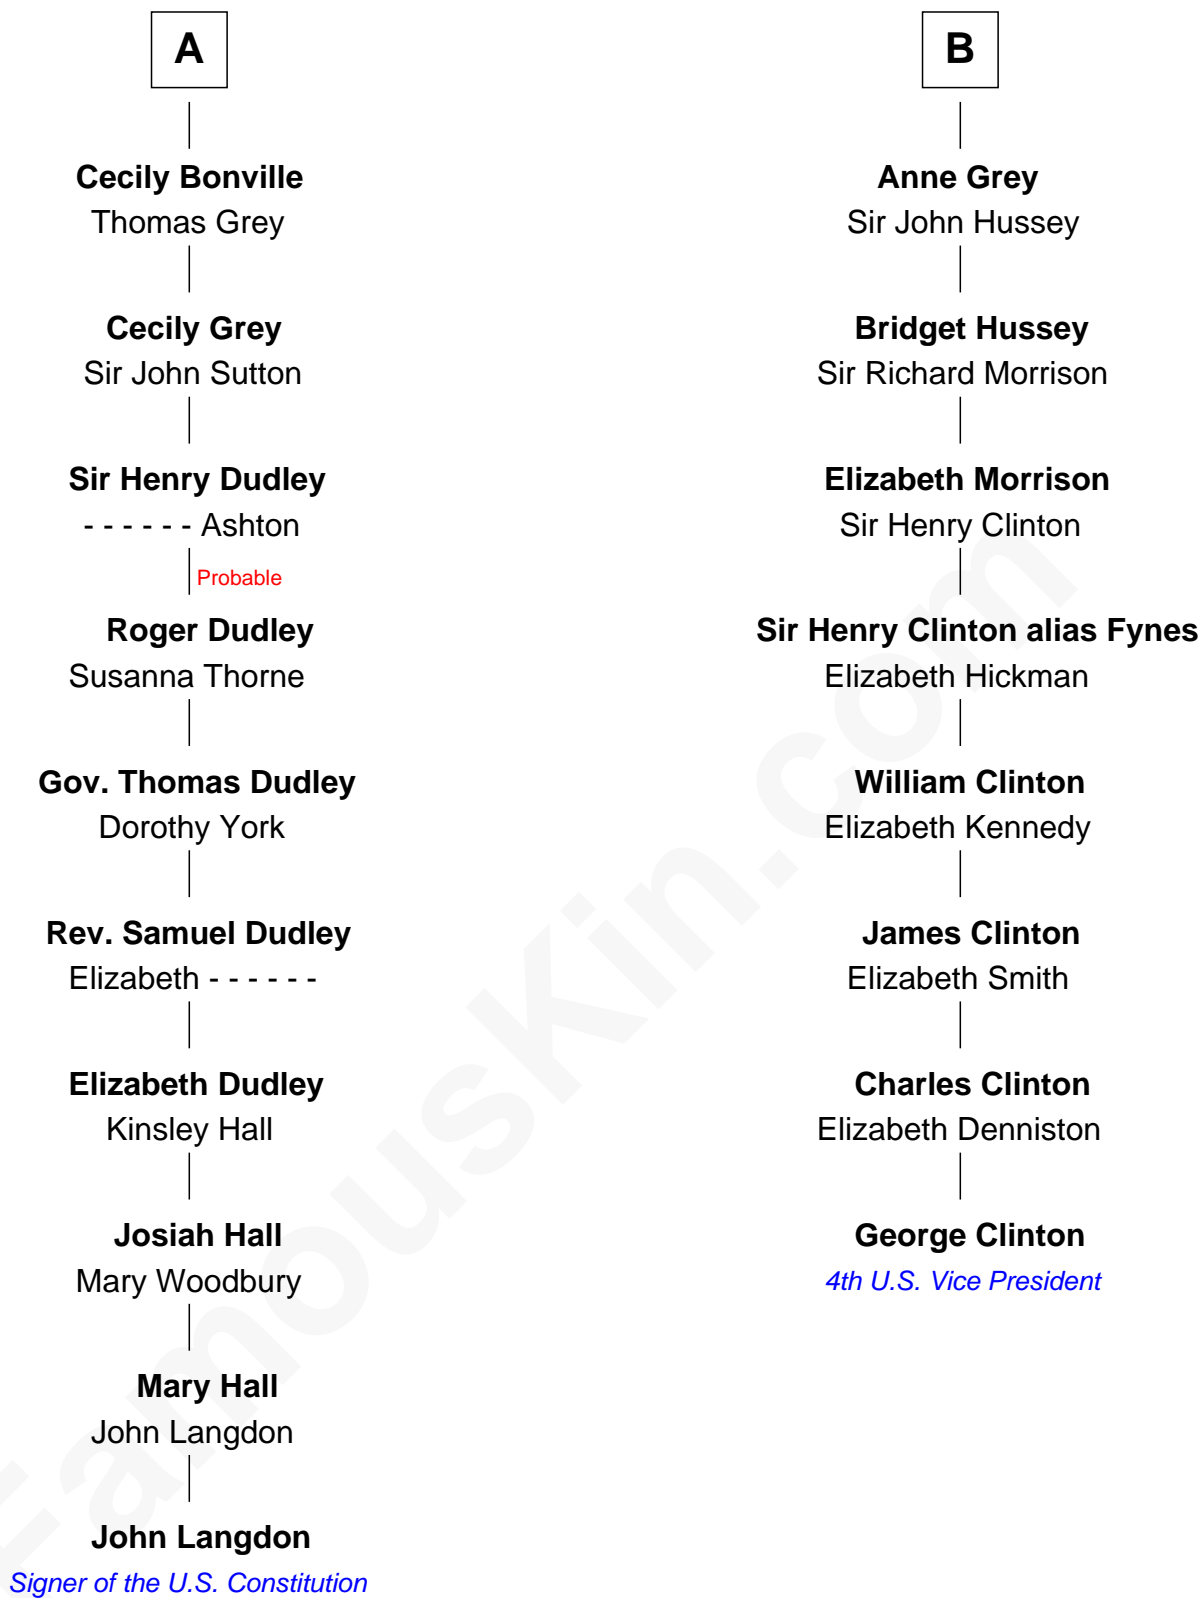 A
Cecily Bonville
Thomas Grey
Cecily Grey
Sir John Sutton
Sir Henry Dudley
- - - - - - Ashton
Probable
Roger Dudley
Susanna Thorne
Gov. Thomas Dudley
Dorothy York
Rev. Samuel Dudley
Elizabeth - - - - - -
Elizabeth Dudley
Kinsley Hall
Josiah Hall
Mary Woodbury
Mary Hall
John Langdon
John Langdon
Signer of the U.S. Constitution
B
Anne Grey
Sir John Hussey
Bridget Hussey
Sir Richard Morrison
Elizabeth Morrison
Sir Henry Clinton
Sir Henry Clinton alias Fynes
Elizabeth Hickman
William Clinton
Elizabeth Kennedy
James Clinton
Elizabeth Smith
Charles Clinton
Elizabeth Denniston
George Clinton
4th U.S. Vice President
FamousKin.com